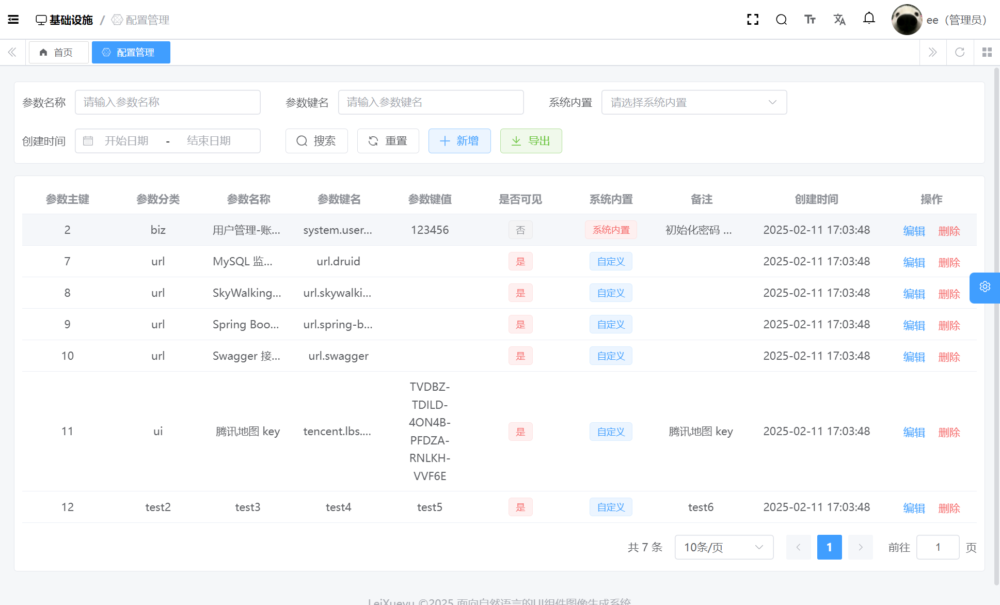 基础设施 / 配置管理
ee（管理员）
首页
配置管理
参数名称 请输入参数名称 参数键名 请输入参数键名 系统内置 请选择系统内置
创建时间 开始日期 - 结束日期 搜索 重置 新增 导出
参数主键 参数分类 参数名称 参数键名 参数键值 是否可见 系统内置 备注 创建时间 操作
2 biz 用户管理-账... system.user... 123456 否 系统内置 初始化密码 ... 2025-02-11 17:03:48 编辑 删除
7 url MySQL 监... url.druid 是 自定义 2025-02-11 17:03:48 编辑 删除
8 url SkyWalking... url.skywalki... 是 自定义 2025-02-11 17:03:48 编辑 删除
9 url Spring Boo... url.spring-b... 是 自定义 2025-02-11 17:03:48 编辑 删除
10 url Swagger 接... url.swagger 是 自定义 2025-02-11 17:03:48 编辑 删除
TVDBZ-
TDILD-
4ON4B-
11 ui 腾讯地图 key tencent.lbs.... 是 自定义 腾讯地图 key 2025-02-11 17:03:48 编辑 删除
PFDZA-
RNLKH-
VVF6E
12 test2 test3 test4 test5 是 自定义 test6 2025-02-11 17:03:48 编辑 删除
共 7 条 10条/页 1 前往 1 页
LeiXueyu ©2025 面向自然语言的UI组件图像生成系统